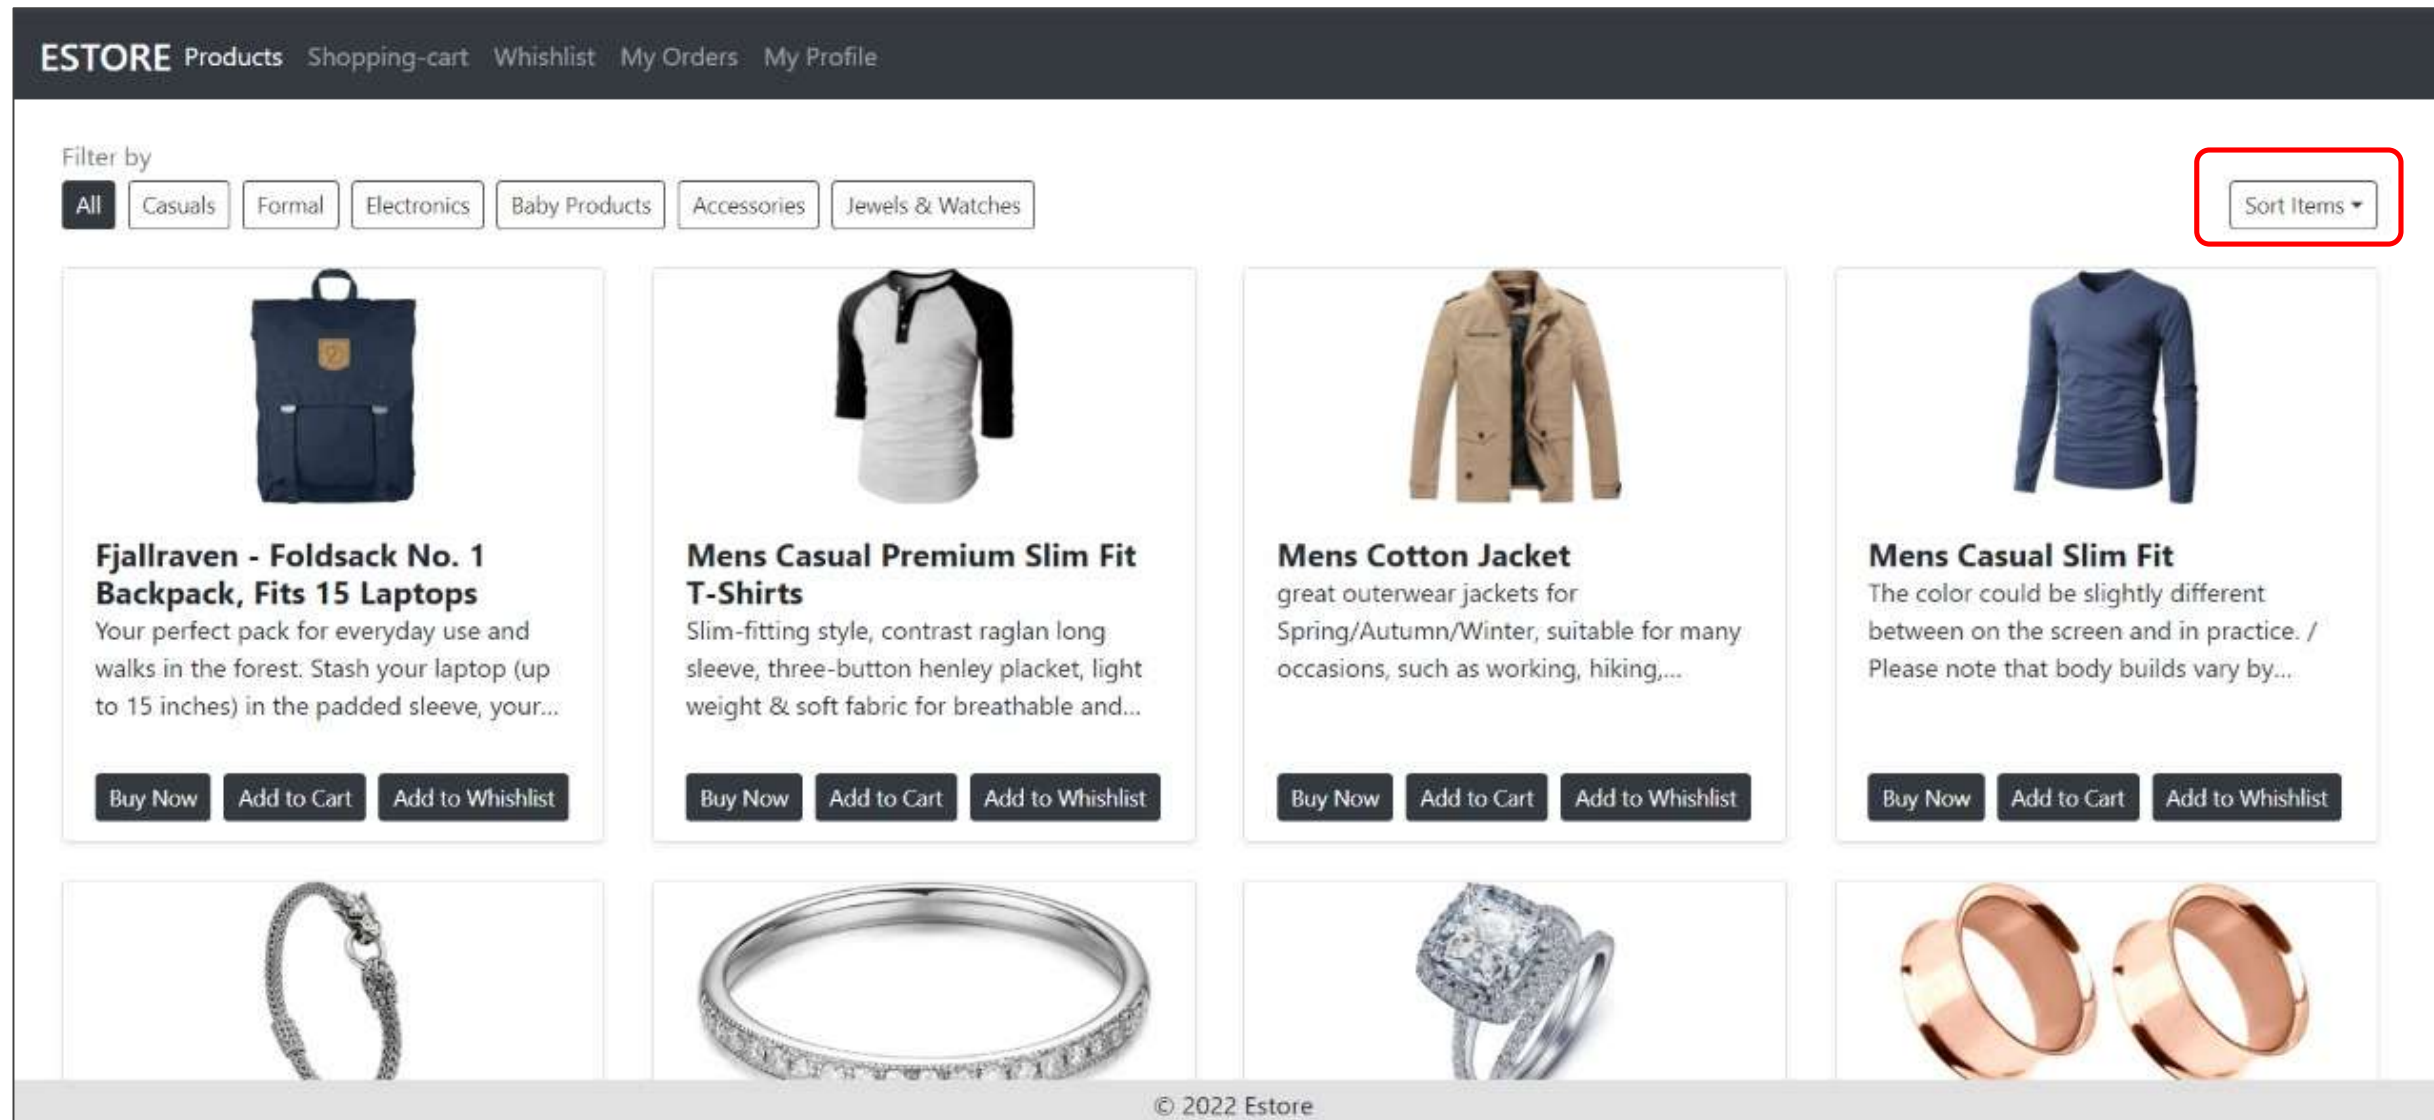 ESTORE Products Shopping-cart Whishlist My Orders My Profile
Filter by
All Casuals Formal Electronics Baby Products Accessories Jewels & Watches
Sort Items
Fjallraven - Foldsack No. 1
Backpack, Fits 15 Laptops
Your perfect pack for everyday use and
walks in the forest. Stash your laptop (up
to 15 inches) in the padded sleeve, your...
Buy Now Add to Cart Add to Whishlist
Mens Casual Premium Slim Fit
T-Shirts
Slim-fitting style, contrast raglan long
sleeve, three-button henley placket, light
weight & soft fabric for breathable and...
Buy Now Add to Cart Add to Whishlist
Mens Cotton Jacket
great outerwear jackets for
Spring/Autumn/Winter, suitable for many
occasions, such as working, hiking,...
Buy Now Add to Cart Add to Whishlist
Mens Casual Slim Fit
The color could be slightly different
between on the screen and in practice. /
Please note that body builds vary by...
Buy Now Add to Cart Add to Whishlist
© 2022 Estore